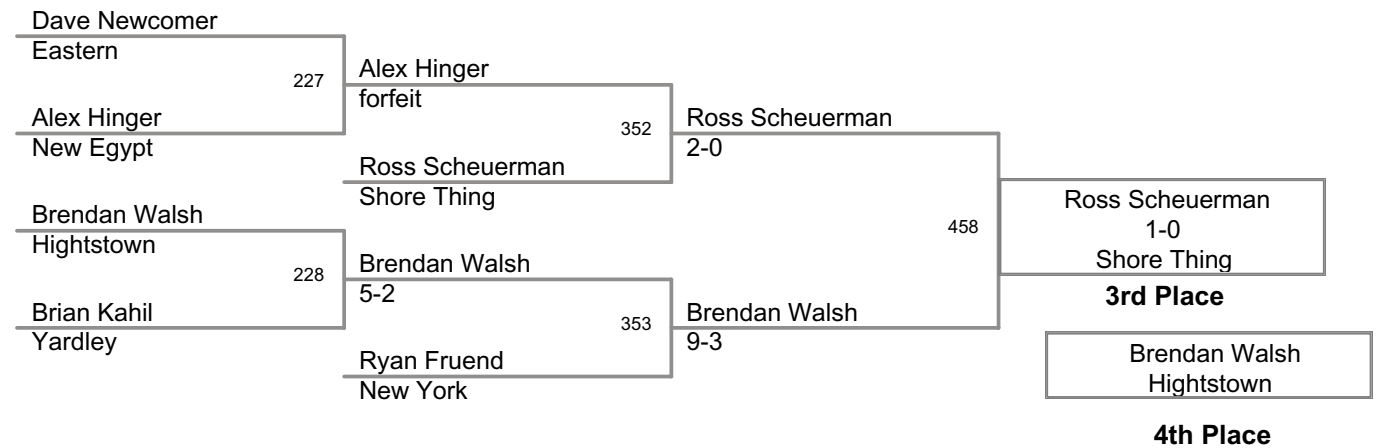 Dave Newcomer
Eastern
227
Alex Hinger
New Egypt
Brendan Walsh
Hightstown
228
Brian Kahil
Yardley
Alex Hinger
forfeit
352
Ross Scheuerman
Shore Thing
Brendan Walsh
5-2
353
Ryan Fruend
New York
Ross Scheuerman
2-0
458
Brendan Walsh
9-3
Ross Scheuerman
1-0
Shore Thing
3rd Place
Brendan Walsh
Hightstown
4th Place